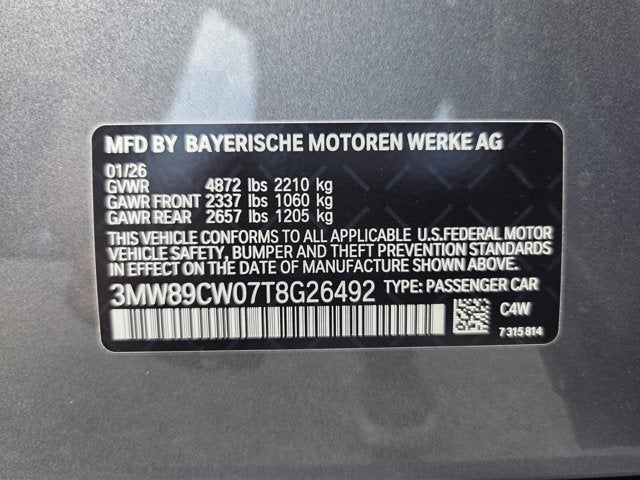 MFD BY BAYERISCHE MOTOREN WERKE AG
01/26
GVWR 4872 lbs 2210 kg
GAWR FRONT 2337 lbs 1060 kg
GAWR REAR 2657 lbs 1205 kg
THIS VEHICLE CONFORMS TO ALL APPLICABLE U.S.FEDERAL MOTOR
VEHICLE SAFETY, BUMPER, AND THEFT PREVENTION STANDARDS
IN EFFECT ON THE DATE OF MANUFACTURE SHOWN ABOVE.
3MW89CW07T8G26492 TYPE: PASSENGER CAR
C4W
7 315 814